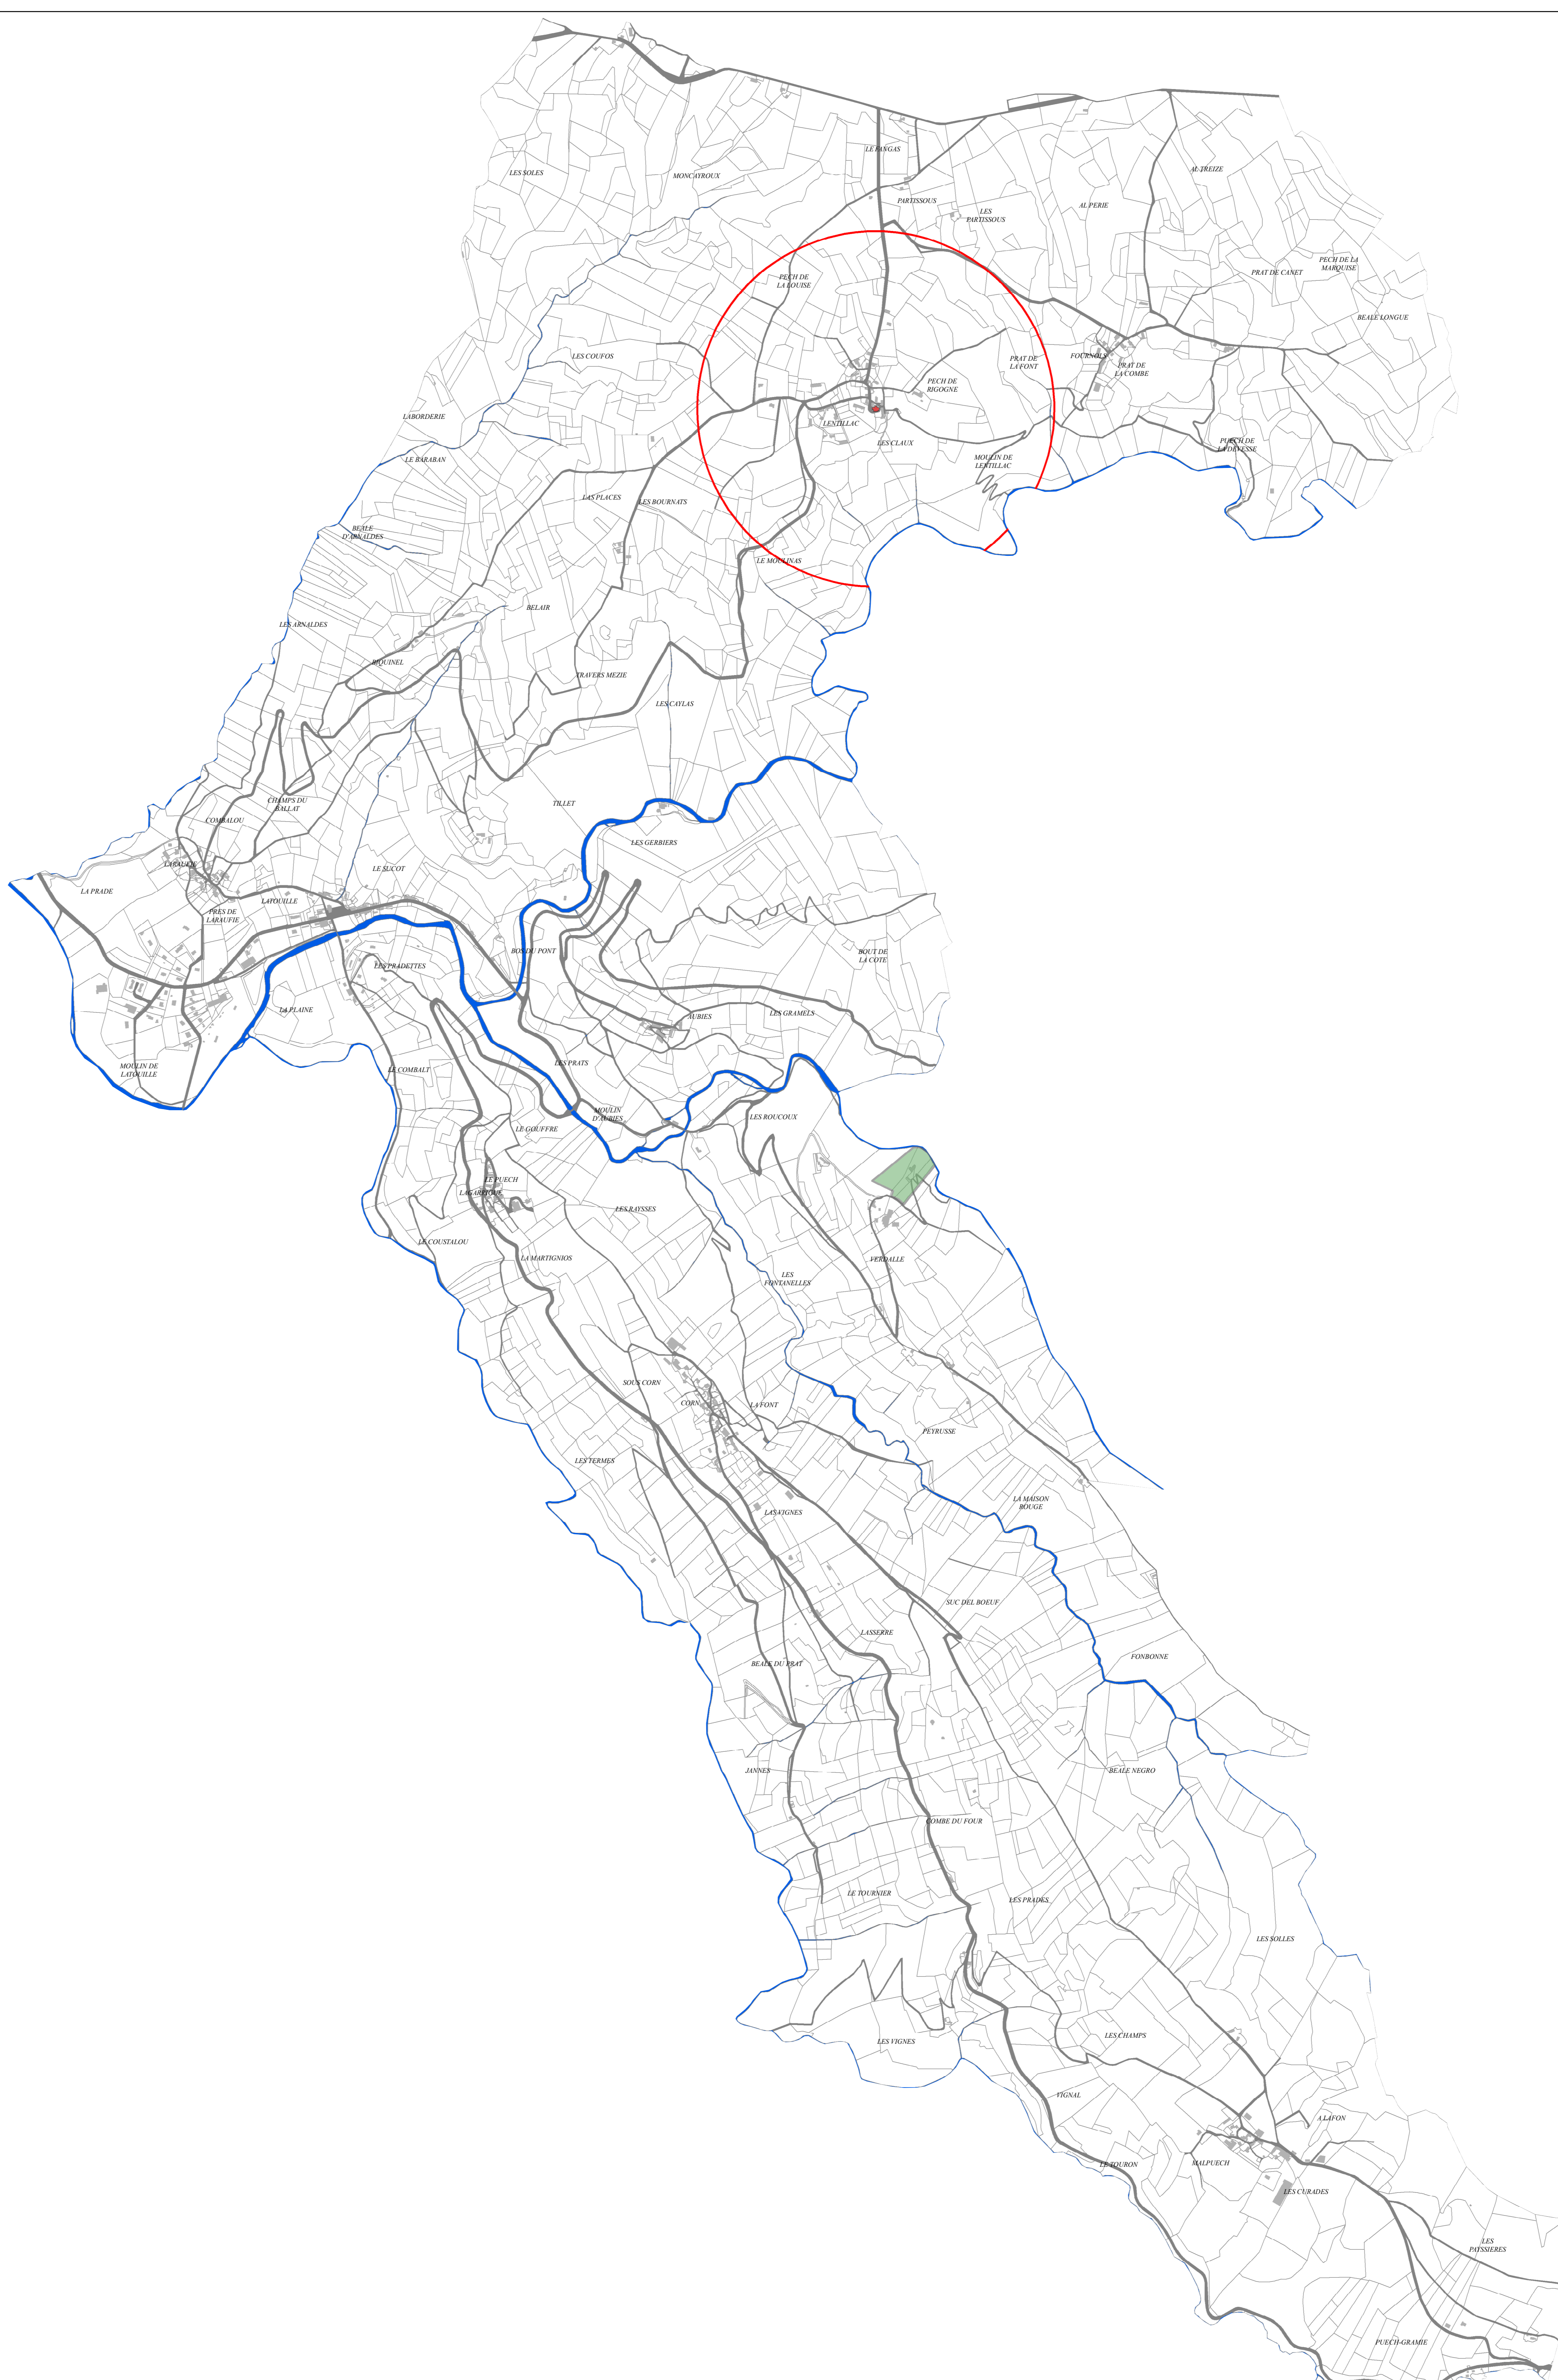 LE FANGAS
LES SOLES
MONCAYROUX
AL TREIZE
PARTISSOUS
LES
PARTISSOUS
AL PERIE
PECH DE LA
MARQUISE
PRAT DE CANET
PECH DE
LA LOUISE
BEALE LONGUE
LES COUFOS
FOURNOLS
PRAT DE
LA FONT
PRAT DE
LA COMBE
PECH DE
RIGOGNE
LABORDERIE
LENTILLAC
LES CLAUX
PUECH DE
LA DEVESSE
LE BARABAN
MOULIN DE
LENTILLAC
LAS PLACES
LES BOURNATS
BEALE
D'ARNALDES
LE MOULINAS
BELAIR
LES ARNALDES
BIQUINEL
TRAVERS MEZIE
LES CAYLAS
CHAMPS DU
BALLAT
TILLET
COMBALOU
LES GERBIERS
LARAUFIE
LE SUCOT
LA PRADE
LATOUILLE
PRES DE
LARAUFIE
BOS DU PONT
BOUT DE
LA COTE
LES PRADETTES
LA PLAINE
AUBIES
LES GRAMELS
LES PRATS
MOULIN DE
LATOUILLE
LE COMBALT
MOULIN
D'AUBIES
LES ROUCOUX
LE GOUFFRE
LE PUECH
LAGARRIGUE
LES RAYSSES
LE COUSTALOU
LA MARTIGNIOS
VERDALLE
LES
FONTANELLES
SOUS CORN
CORN
LA FONT
PEYRUSSE
LES TERMES
LA MAISON
ROUGE
LAS VIGNES
SUC DEL BOEUF
LASSERRE
FONBONNE
BEALE DU PRAT
JANNES
BEALE NEGRO
COMBE DU FOUR
LE TOURNIER
LES PRADES
LES SOLLES
LES VIGNES
LES CHAMPS
VIGNAL
A LAFON
LE TOURON
MALPUECH
LES CURADES
LES
PAYSSIERES
PUECH-GRAMIE